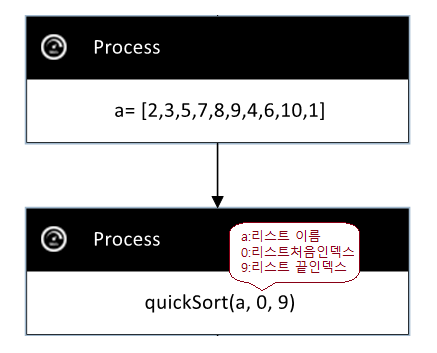 Process
a= [2,3,5,7,8,9,4,6,10,1]
Process
a:리스트 이름
0:리스트처음인덱스
9:리스트 끝인덱스
quickSort(a, 0, 9)